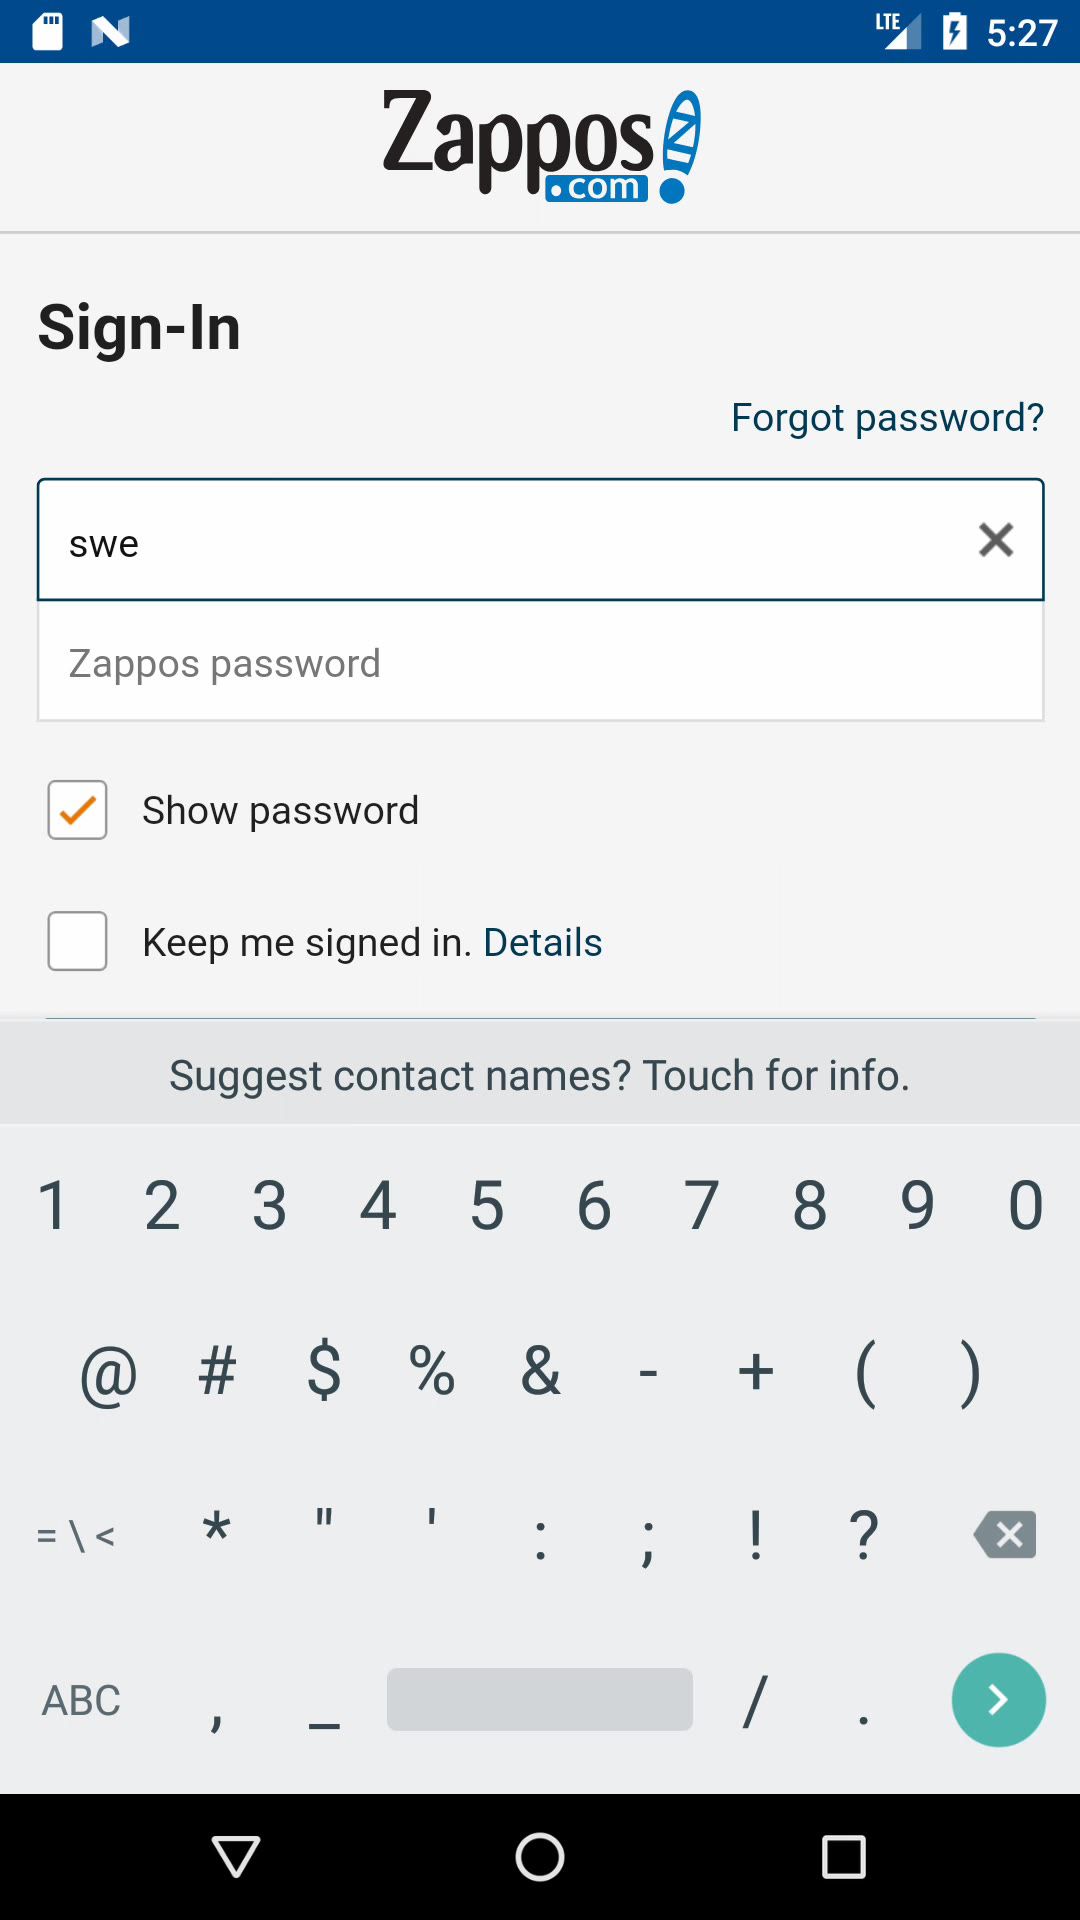 LTE 5:27
Zappos
.com
Sign-In
Forgot password?
swe
Zappos password
Show password
Keep me signed in. Details
Suggest contact names? Touch for info.
1 2 3 4 5 6 7 8 9 0
@ # $ % & - + ( )
= \ < * " ' : ; ! ?
ABC , _ / .